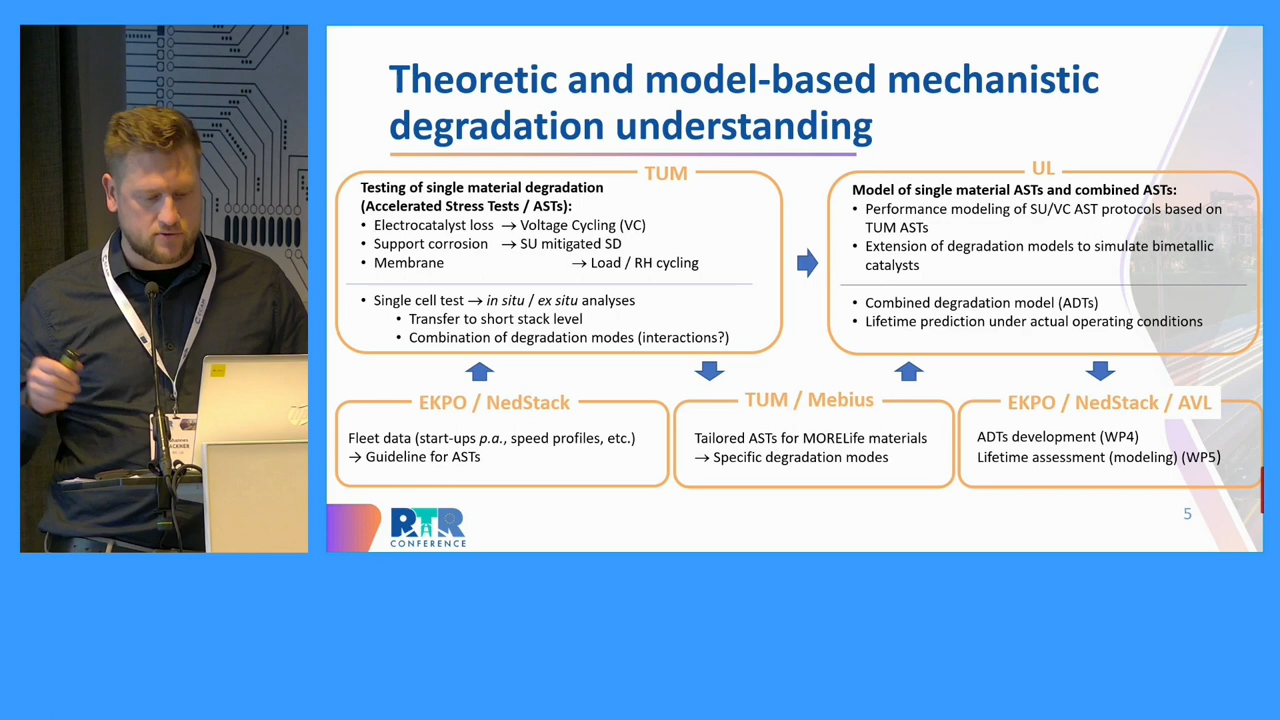 Theoretic and model-based mechanistic
degradation understanding
TUM
Testing of single material degradation
(Accelerated Stress Tests / ASTs):
• Electrocatalyst loss → Voltage Cycling (VC)
• Support corrosion → SU mitigated SD
• Membrane → Load / RH cycling
• Single cell test → in situ / ex situ analyses
• Transfer to short stack level
• Combination of degradation modes (interactions?)
UL
Model of single material ASTs and combined ASTs:
• Performance modeling of SU/VC AST protocols based on
TUM ASTs
• Extension of degradation models to simulate bimetallic
catalysts
• Combined degradation model (ADTs)
• Lifetime prediction under actual operating conditions
EKPO / NedStack
Fleet data (start-ups p.a., speed profiles, etc.)
→ Guideline for ASTs
TUM / Mebius
Tailored ASTs for MORELife materials
→ Specific degradation modes
EKPO / NedStack / AVL
ADTs development (WP4)
Lifetime assessment (modeling) (WP5)
RTR
CONFERENCE
5